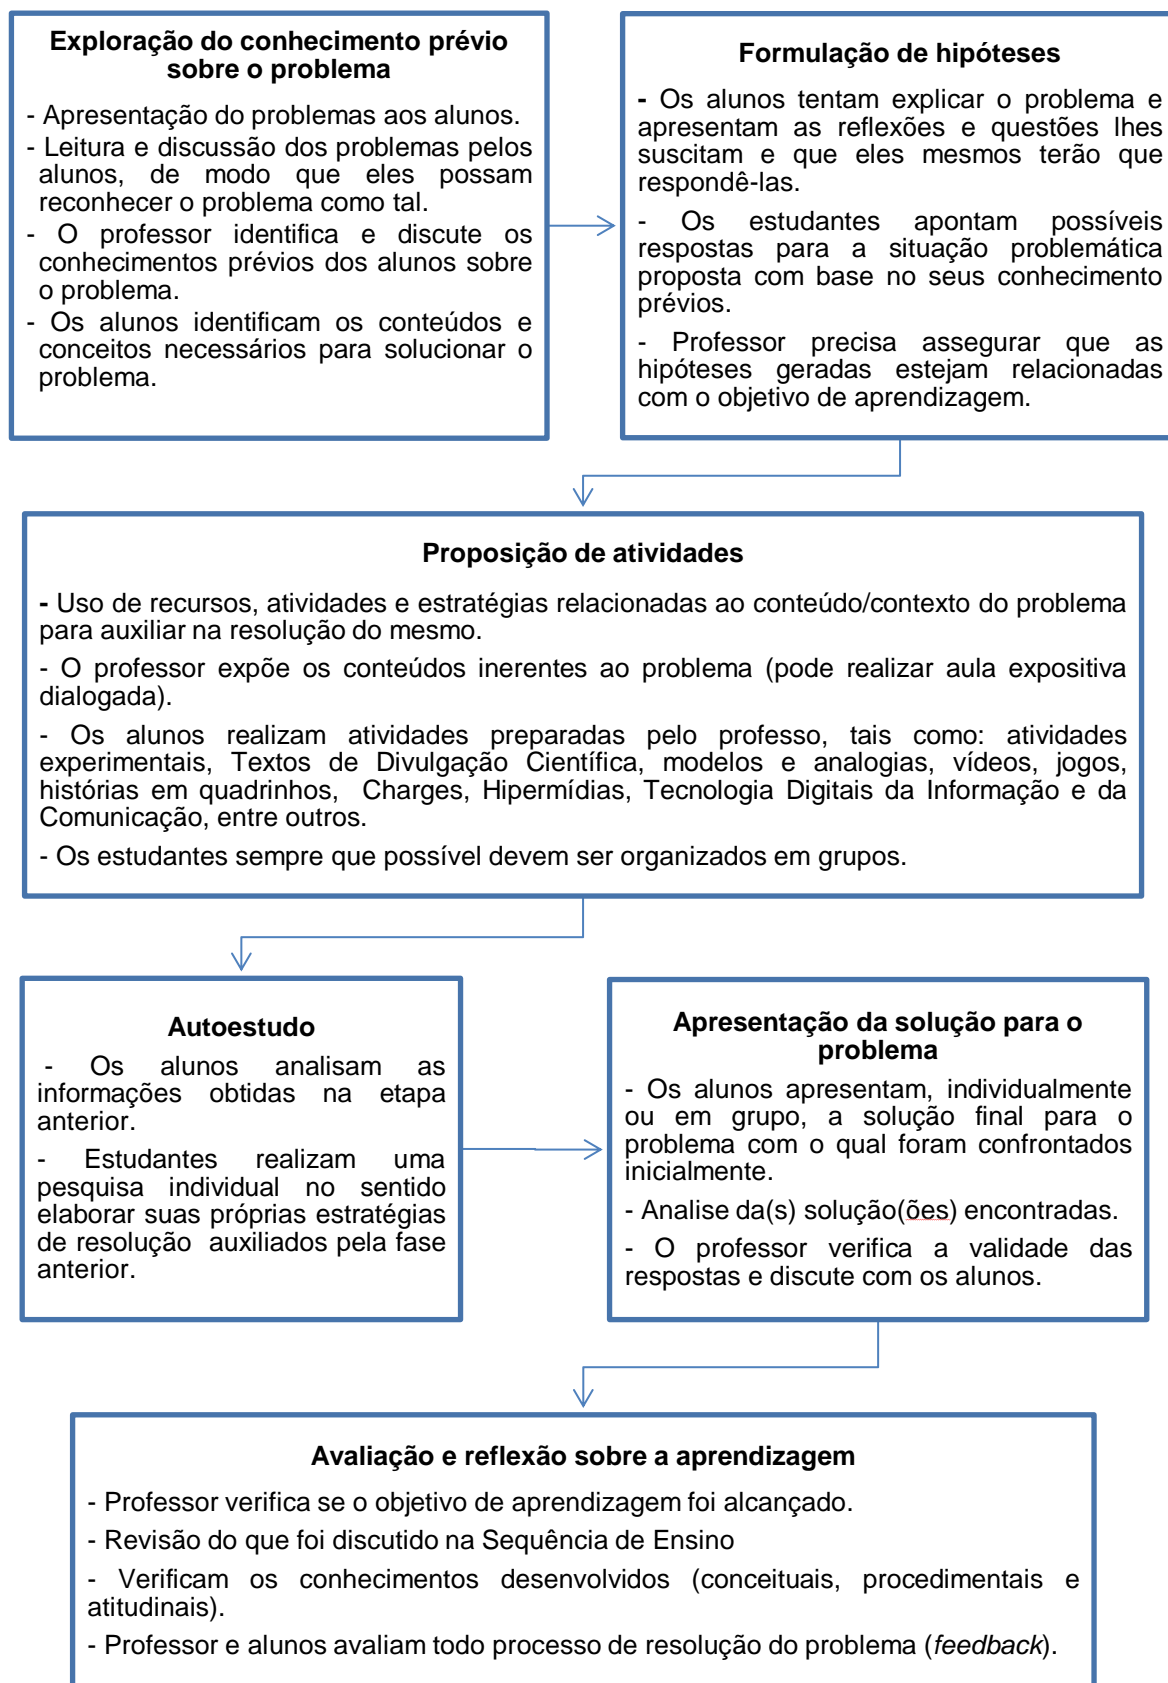 Exploração do conhecimento prévio
sobre o problema
- Apresentação do problemas aos alunos.
- Leitura e discussão dos problemas pelos
alunos, de modo que eles possam
reconhecer o problema como tal.
- O professor identifica e discute os
conhecimentos prévios dos alunos sobre
o problema.
- Os alunos identificam os conteúdos e
conceitos necessários para solucionar o
problema.
Formulação de hipóteses
- Os alunos tentam explicar o problema e
apresentam as reflexões e questões lhes
suscitam e que eles mesmos terão que
respondê-las.
- Os estudantes apontam possíveis
respostas para a situação problemática
proposta com base no seus conhecimento
prévios.
- Professor precisa assegurar que as
hipóteses geradas estejam relacionadas
com o objetivo de aprendizagem.
Proposição de atividades
- Uso de recursos, atividades e estratégias relacionadas ao conteúdo/contexto do problema
para auxiliar na resolução do mesmo.
- O professor expõe os conteúdos inerentes ao problema (pode realizar aula expositiva
dialogada).
- Os alunos realizam atividades preparadas pelo professo, tais como: atividades
experimentais, Textos de Divulgação Científica, modelos e analogias, vídeos, jogos,
histórias em quadrinhos, Charges, Hipermídias, Tecnologia Digitais da Informação e da
Comunicação, entre outros.
- Os estudantes sempre que possível devem ser organizados em grupos.
Autoestudo
- Os alunos analisam as
informações obtidas na etapa
anterior.
- Estudantes realizam uma
pesquisa individual no sentido
elaborar suas próprias estratégias
de resolução auxiliados pela fase
anterior.
Apresentação da solução para o
problema
- Os alunos apresentam, individualmente
ou em grupo, a solução final para o
problema com o qual foram confrontados
inicialmente.
- Analise da(s) solução(ões) encontradas.
- O professor verifica a validade das
respostas e discute com os alunos.
Avaliação e reflexão sobre a aprendizagem
- Professor verifica se o objetivo de aprendizagem foi alcançado.
- Revisão do que foi discutido na Sequência de Ensino
- Verificam os conhecimentos desenvolvidos (conceituais, procedimentais e
atitudinais).
- Professor e alunos avaliam todo processo de resolução do problema (feedback).